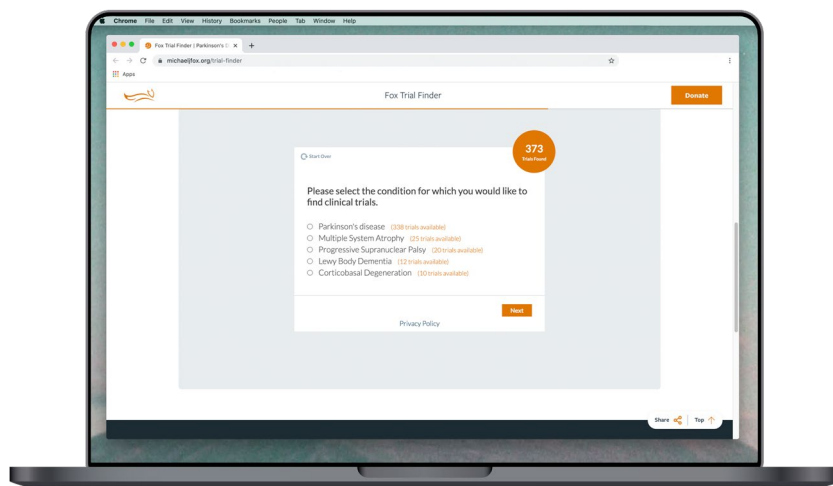 Chrome File Edit View History Bookmarks People Tab Window Help
Fox Trial Finder | Parkinson's
michaeljfox.org/trial-finder
Apps
Fox Trial Finder
Donate
Start Over
373
Trials Found
Please select the condition for which you would like to
find clinical trials.
Parkinson's disease (338 trials available)
Multiple System Atrophy (25 trials available)
Progressive Supranuclear Palsy (20 trials available)
Lewy Body Dementia (12 trials available)
Corticobasal Degeneration (10 trials available)
Next
Privacy Policy
Share Top